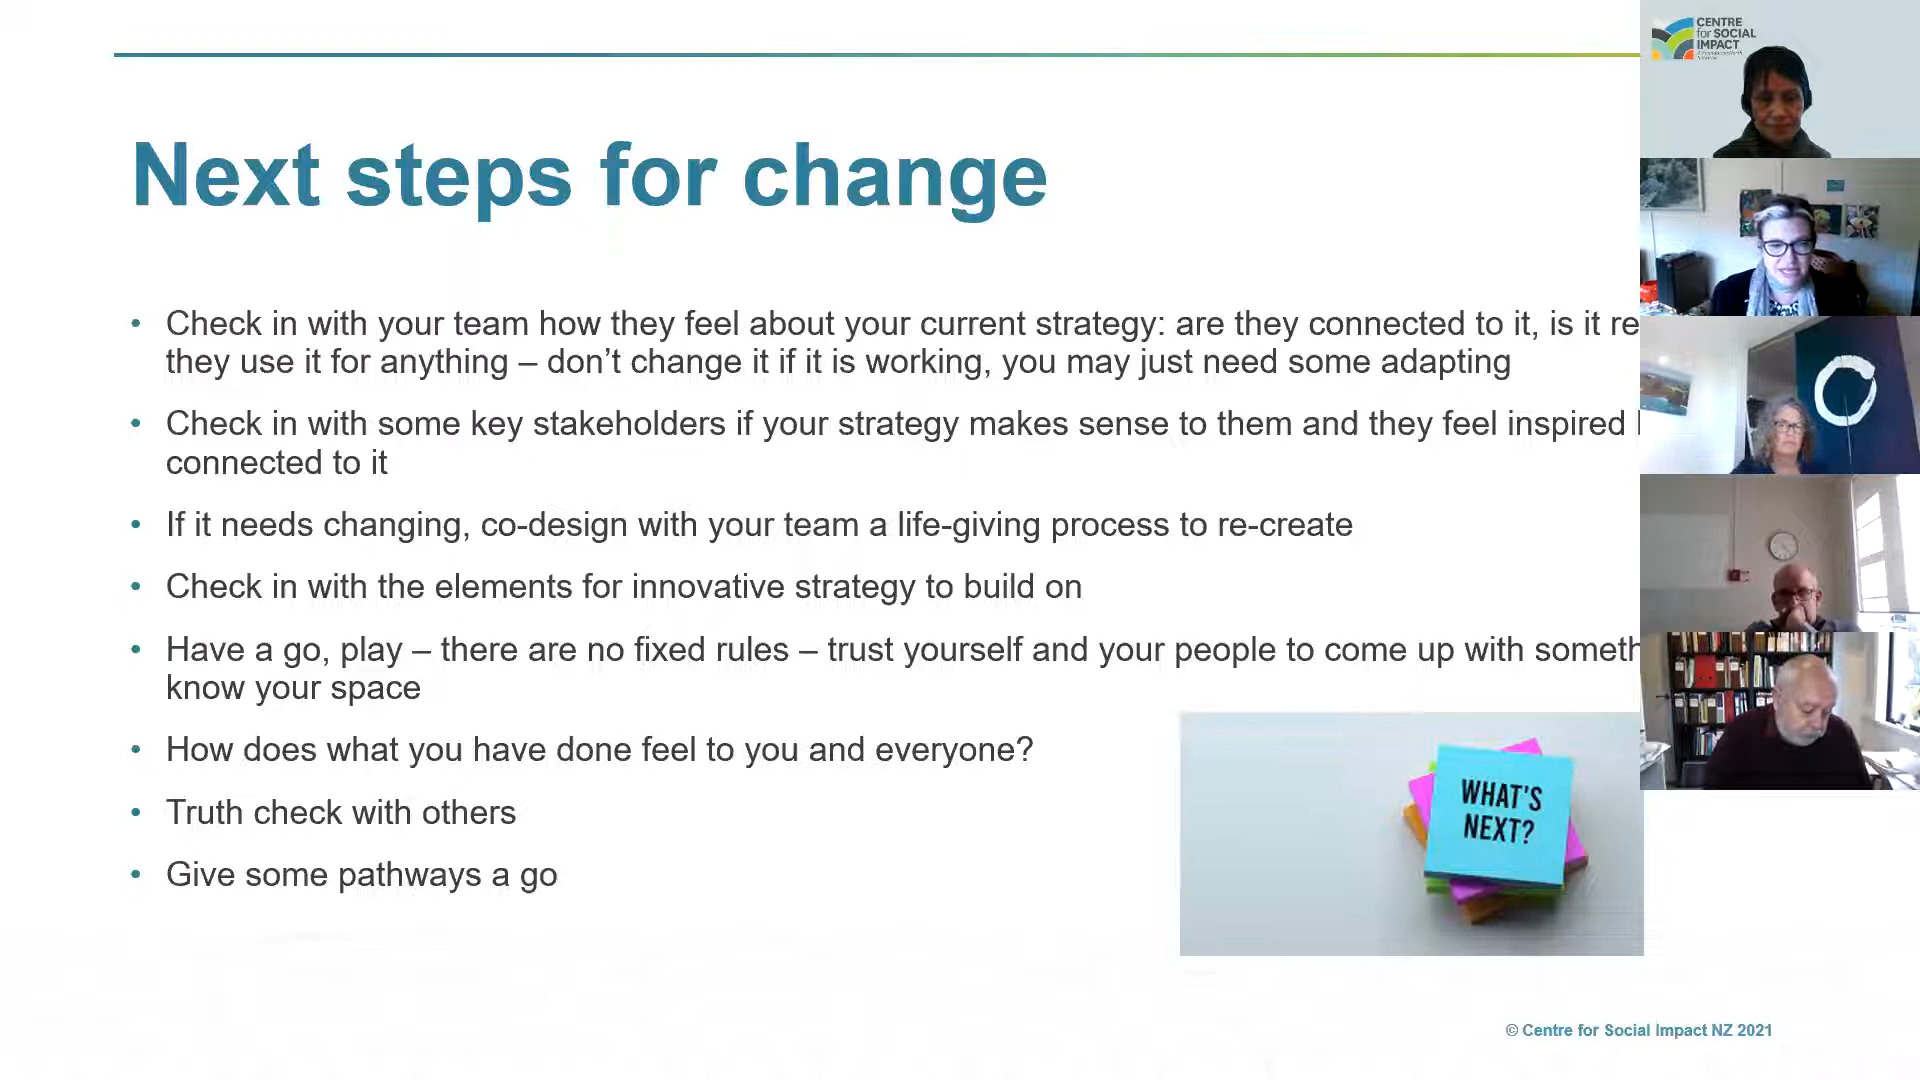 CENTRE
for SOCIAL
IMPACT
Next steps for change
• Check in with your team how they feel about your current strategy: are they connected to it, is it
they use it for anything – don’t change it if it is working, you may just need some adapting
• Check in with some key stakeholders if your strategy makes sense to them and they feel inspired
connected to it
• If it needs changing, co-design with your team a life-giving process to re-create
• Check in with the elements for innovative strategy to build on
• Have a go, play – there are no fixed rules – trust yourself and your people to come up with
know your space
• How does what you have done feel to you and everyone?
• Truth check with others
• Give some pathways a go
WHAT'S
NEXT?
© Centre for Social Impact NZ 2021